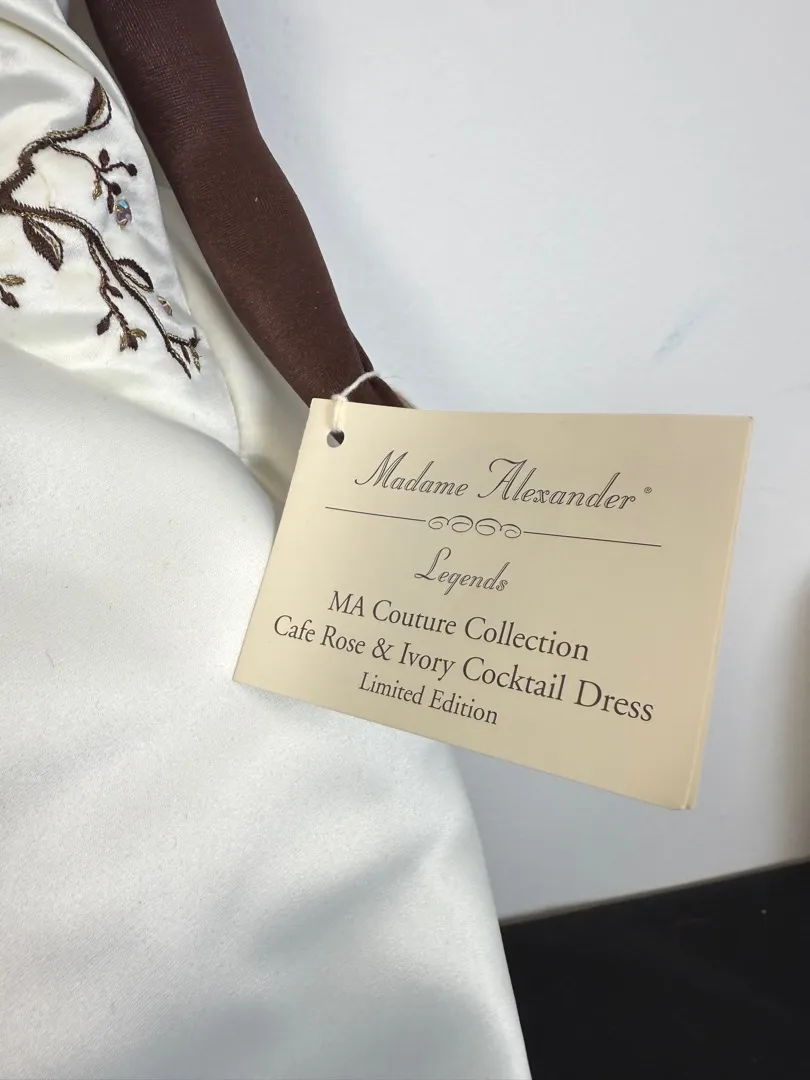 Madame Alexander®
Legends
MA Couture Collection
Cafe Rose & Ivory Cocktail Dress
Limited Edition